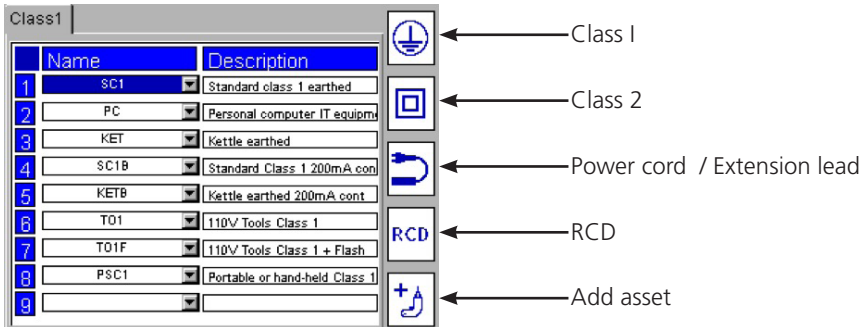 Class1
Name Description
1 SC1 Standard class 1 earthed
2 PC Personal computer IT equipm
3 KET Kettle earthed
4 SC1B Standard Class 1 200mA con
5 KETB Kettle earthed 200mA cont
6 TO1 110V Tools Class 1
7 TO1F 110V Tools Class 1 + Flash
8 PSC1 Portable or hand-held Class 1
9
RCD
Class I
Class 2
Power cord / Extension lead
RCD
Add asset